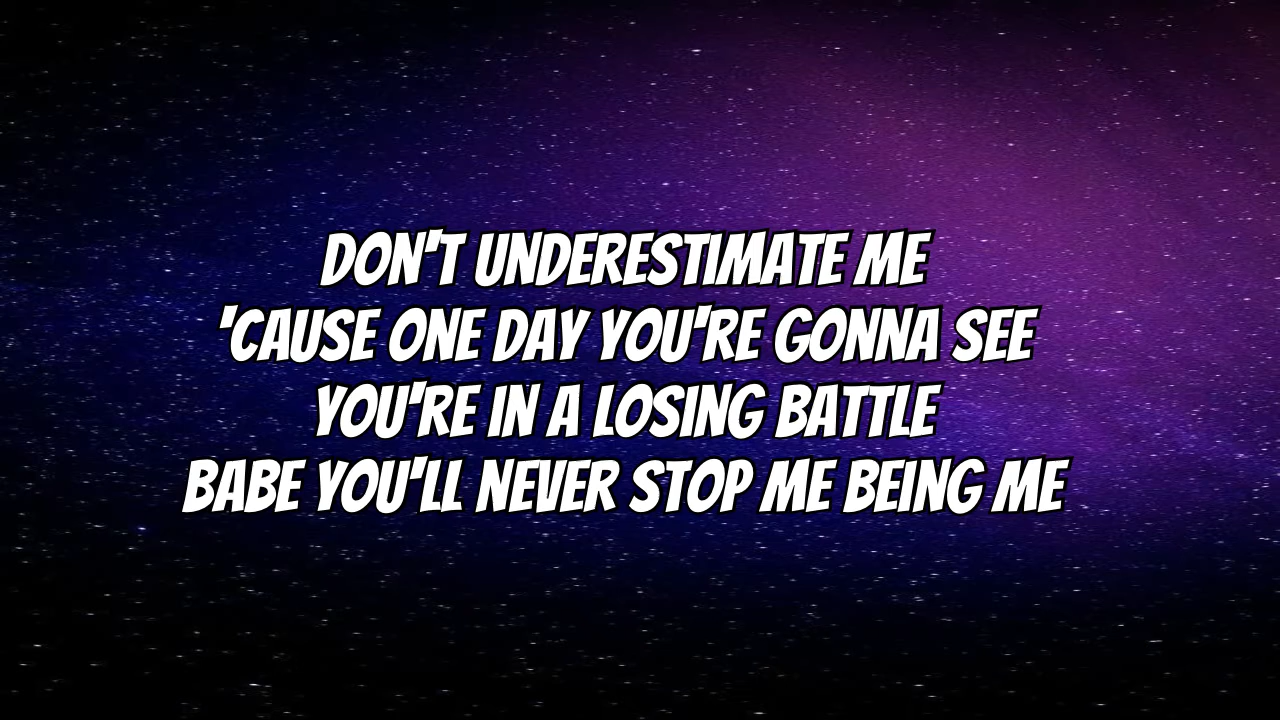 DON'T UNDERESTIMATE ME
'CAUSE ONE DAY YOU'RE GONNA SEE
YOU'RE IN A LOSING BATTLE
BABE YOU'LL NEVER STOP ME BEING ME